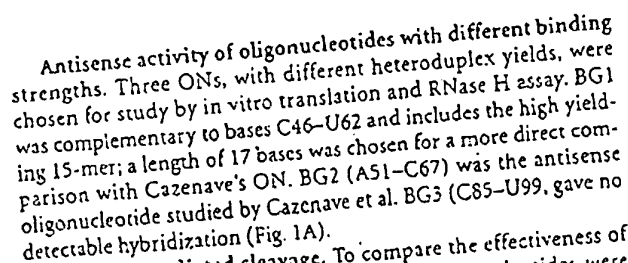 Antisense activity of oligonucleotides with different binding
strengths. Three ONs, with different heteroduplex yields, were
chosen for study by in vitro translation and RNase H assay. BG1
was complementary to bases C46–U62 and includes the high yield-
ing 15-mer; a length of 17 bases was chosen for a more direct com-
parison with Cazenave's ON. BG2 (A51–C67) was the antisense
oligonucleotide studied by Cazenave et al. BG3 (C85–U99, gave no
detectable hybridization (Fig. 1A).
cleavage. To compare the effectiveness of
were